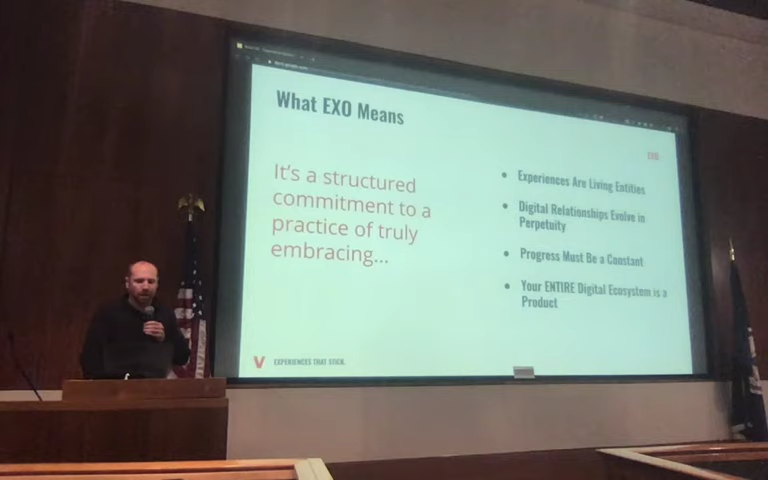 What EXO Means
EXO
It's a structured
commitment to a
practice of truly
embracing...
Experiences Are Living Entities
Digital Relationships Evolve in
Perpetuity
Progress Must Be a Constant
Your ENTIRE Digital Ecosystem is a
Product
V EXPERIENCES THAT STICK.